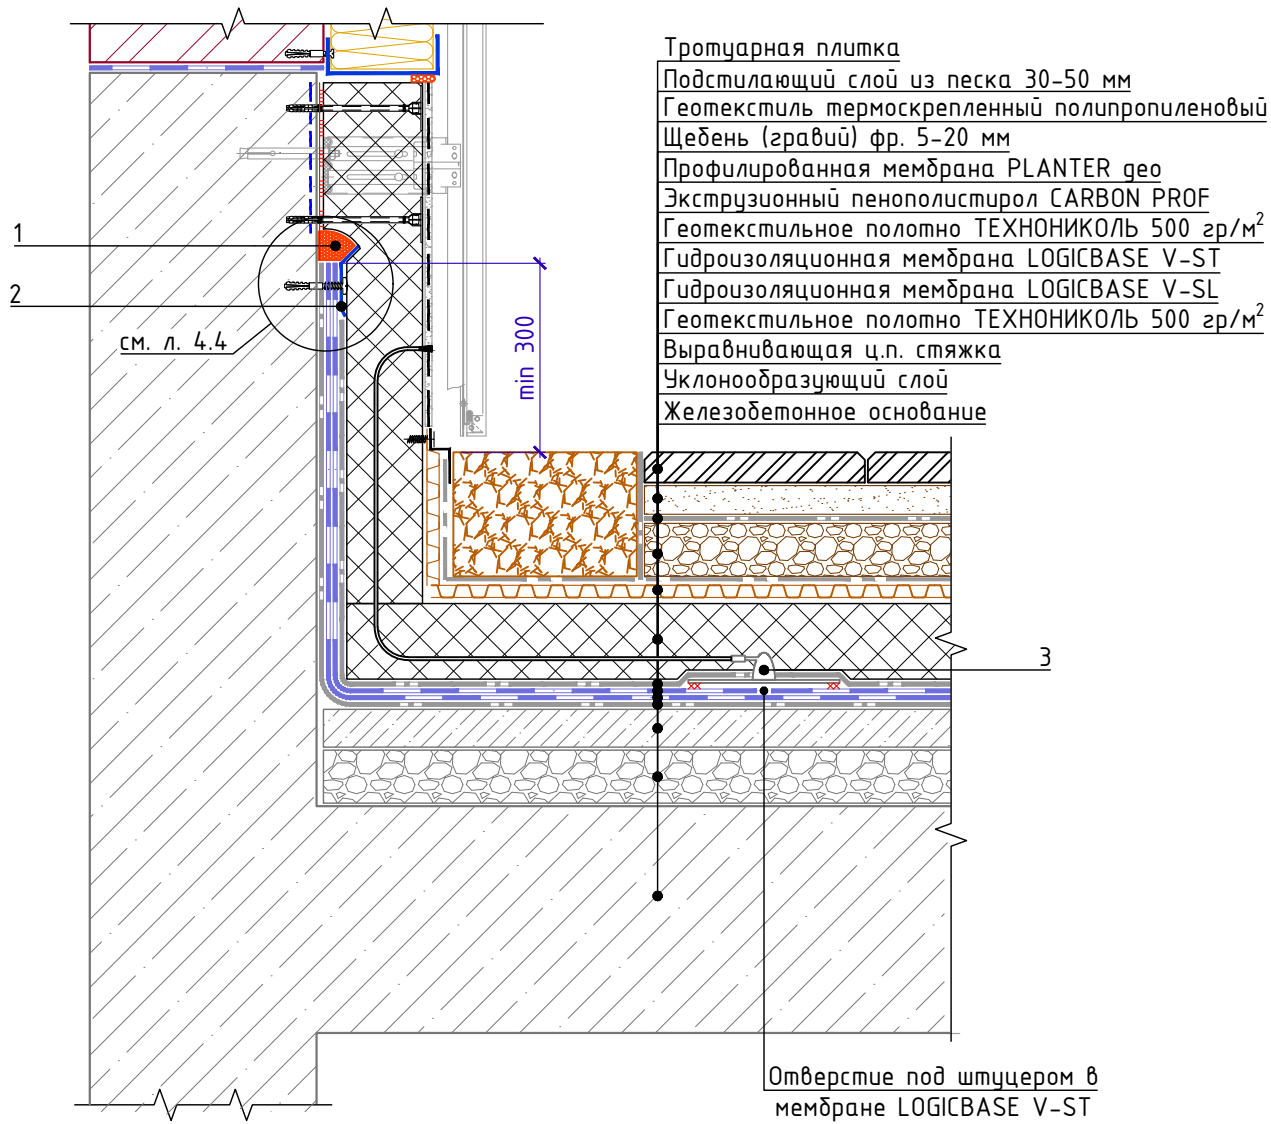 Тротуарная плитка
Подстилающий слой из песка 30-50 мм
Геотекстиль термоскрепленный полипропиленовый
Щебень (гравий) фр. 5-20 мм
Профилированная мембрана PLANTER geo
Экструзионный пенополистирол CARBON PROF
Геотекстильное полотно ТЕХНОНИКОЛЬ 500 гр/м²
Гидроизоляционная мембрана LOGICBASE V-ST
Гидроизоляционная мембрана LOGICBASE V-SL
Геотекстильное полотно ТЕХНОНИКОЛЬ 500 гр/м²
Выравнивающая ц.п. стяжка
Уклонообразующий слой
Железобетонное основание
1
2
см. л. 4.4
min 300
3
Отверстие под штуцером в
мембране LOGICBASE V-ST